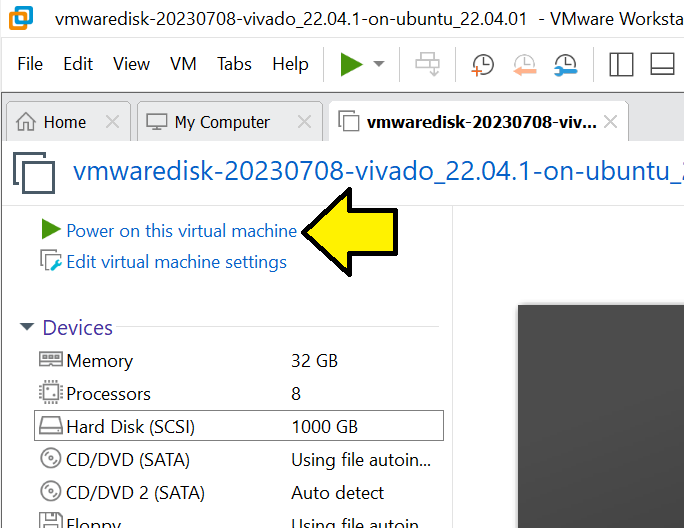 vmwaredisk-20230708-vivado_22.04.1-on-ubuntu_22.04.01 - VMware Worksta
File Edit View VM Tabs Help
Home My Computer vmwaredisk-20230708-viv...
vmwaredisk-20230708-vivado_22.04.1-on-ubuntu_
Power on this virtual machine
Edit virtual machine settings
Devices
Memory 32 GB
Processors 8
Hard Disk (SCSI) 1000 GB
CD/DVD (SATA) Using file autoin...
CD/DVD 2 (SATA) Auto detect
Floppy Using file autoin...